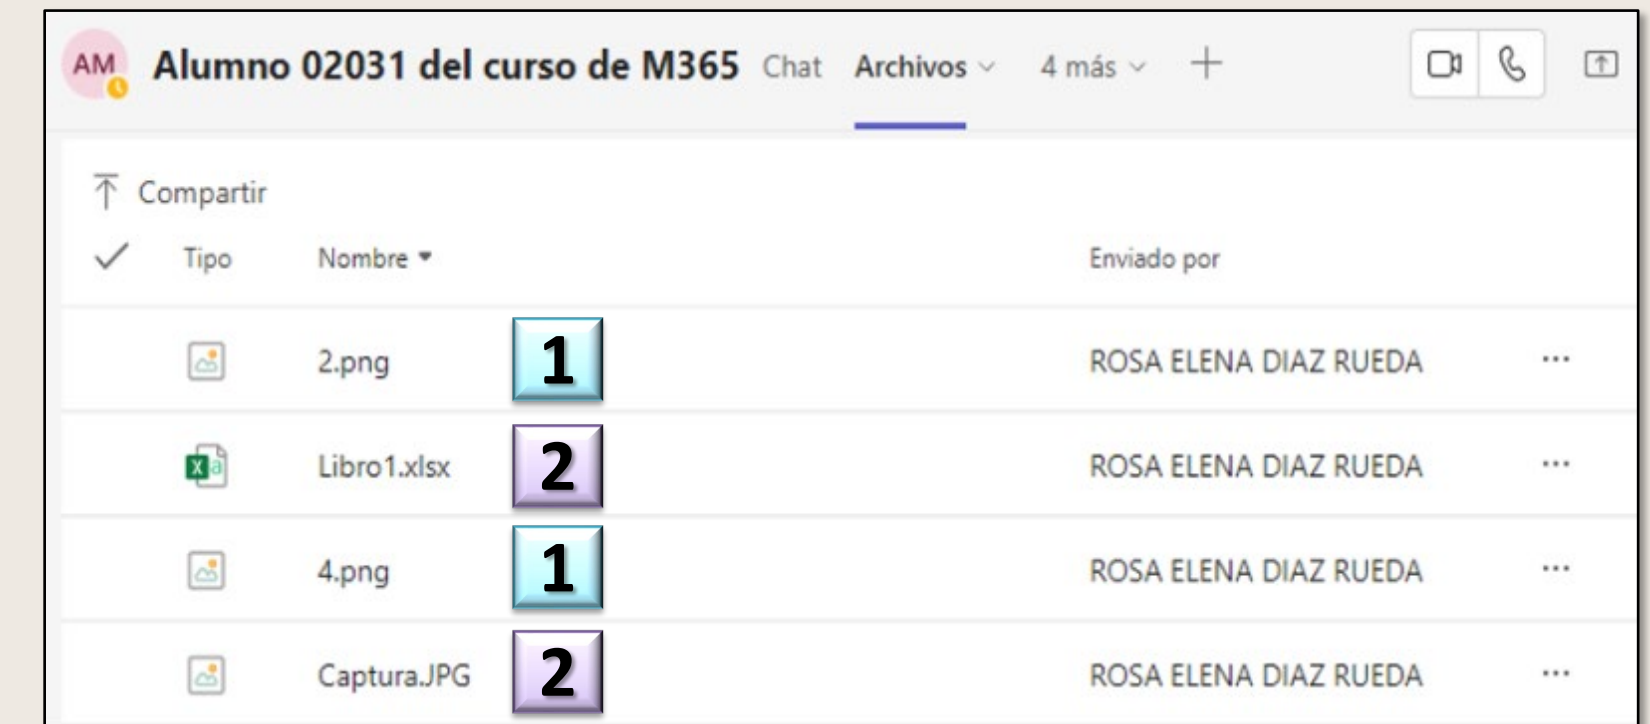 AM Alumno 02031 del curso de M365 Chat Archivos 4 más
Compartir
Tipo Nombre Enviado por
2.png 1 ROSA ELENA DIAZ RUEDA ...
Libro1.xlsx 2 ROSA ELENA DIAZ RUEDA ...
4.png 1 ROSA ELENA DIAZ RUEDA ...
Captura.JPG 2 ROSA ELENA DIAZ RUEDA ...